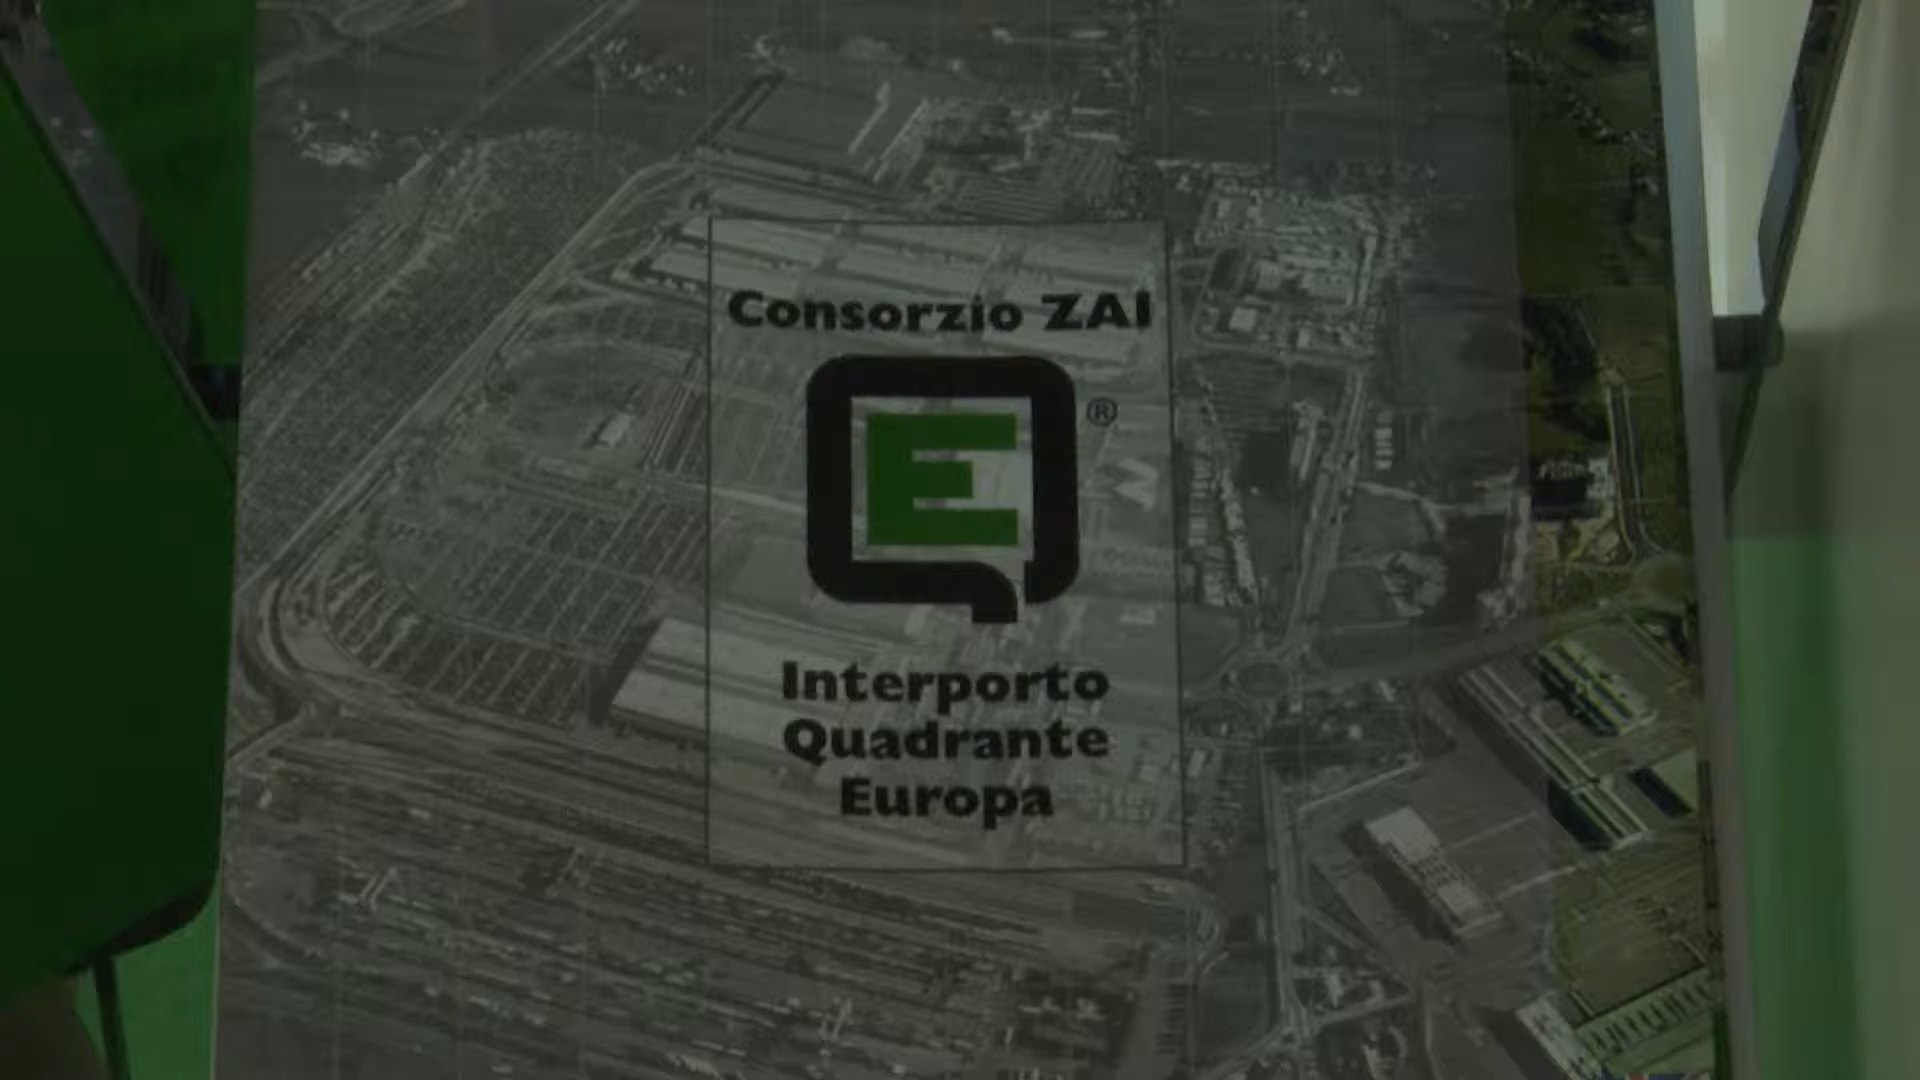 Consorzio ZAI
E ®
Interporto
Quadrante
Europa